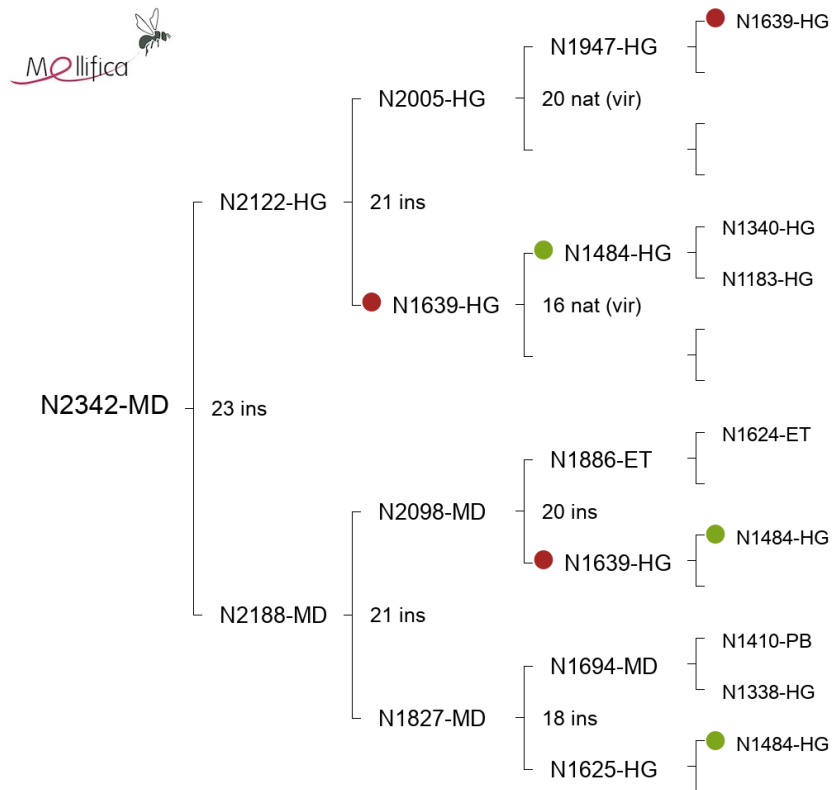 Mellifica
N1639-HG
N1947-HG
N2005-HG
20 nat (vir)
N2122-HG
21 ins
N1340-HG
N1484-HG
N1183-HG
N1639-HG
16 nat (vir)
N2342-MD
23 ins
N1624-ET
N1886-ET
N2098-MD
20 ins
N1484-HG
N1639-HG
N2188-MD
21 ins
N1410-PB
N1694-MD
N1338-HG
N1827-MD
18 ins
N1484-HG
N1625-HG